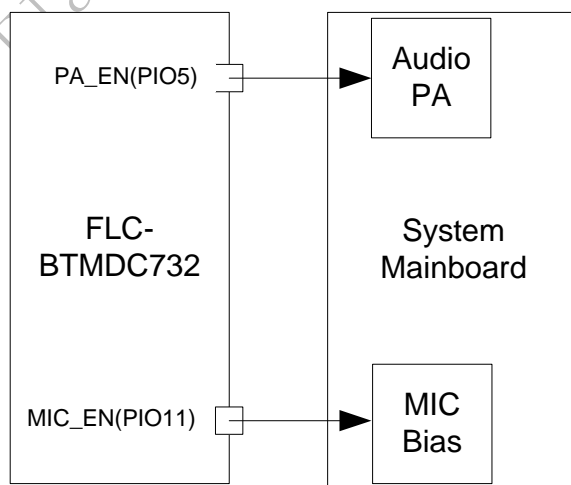 PA_EN(PIO5)
Audio
PA
FLC-
BTMDC732
System
Mainboard
MIC_EN(PIO11)
MIC
Bias